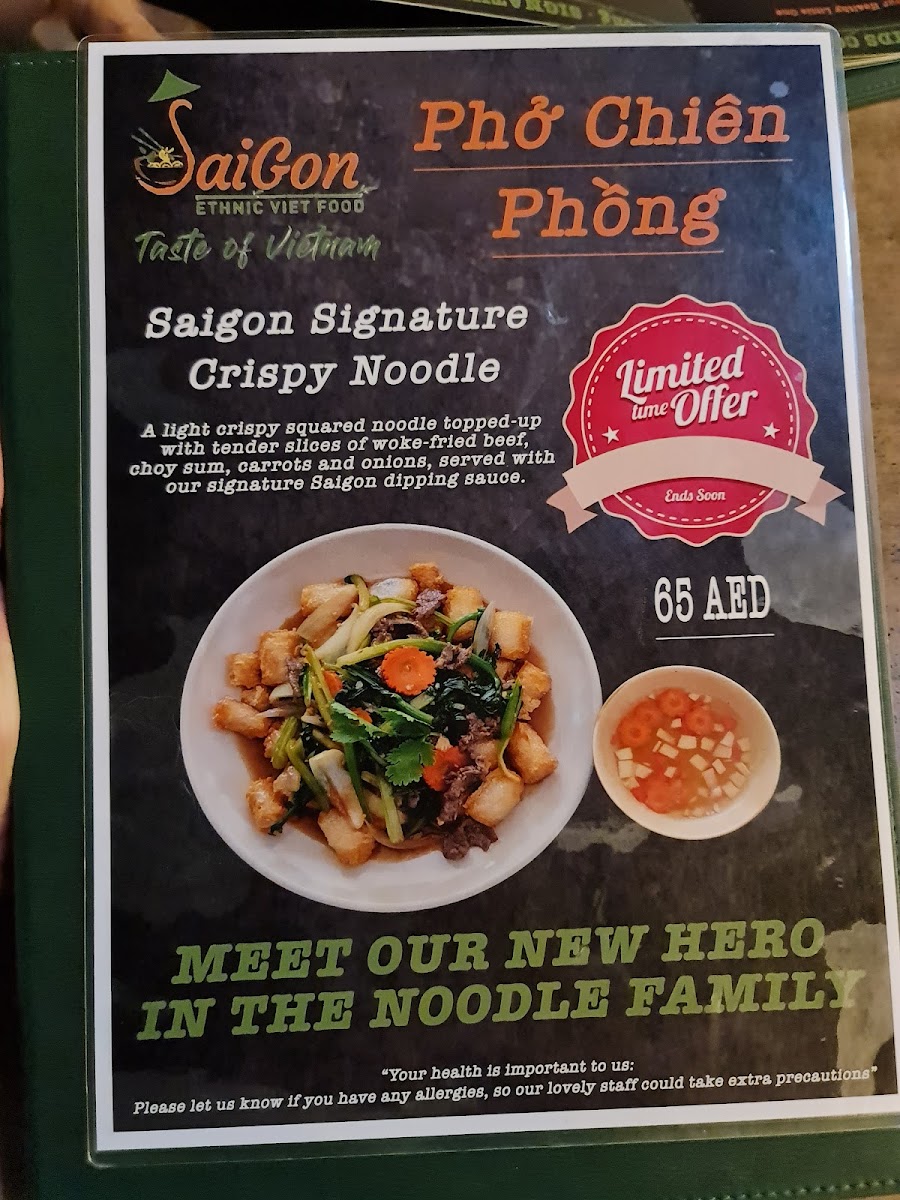 SaiGon
ETHNIC VIET FOOD
Taste of Vietnam
Phở Chiên
Phồng
Saigon Signature
Crispy Noodle
A light crispy squared noodle topped-up
with tender slices of woke-fried beef,
choy sum, carrots and onions, served with
our signature Saigon dipping sauce.
Limited
time Offer
Ends Soon
65 AED
MEET OUR NEW HERO
IN THE NOODLE FAMILY
“Your health is important to us:
Please let us know if you have any allergies, so our lovely staff could take extra precautions”